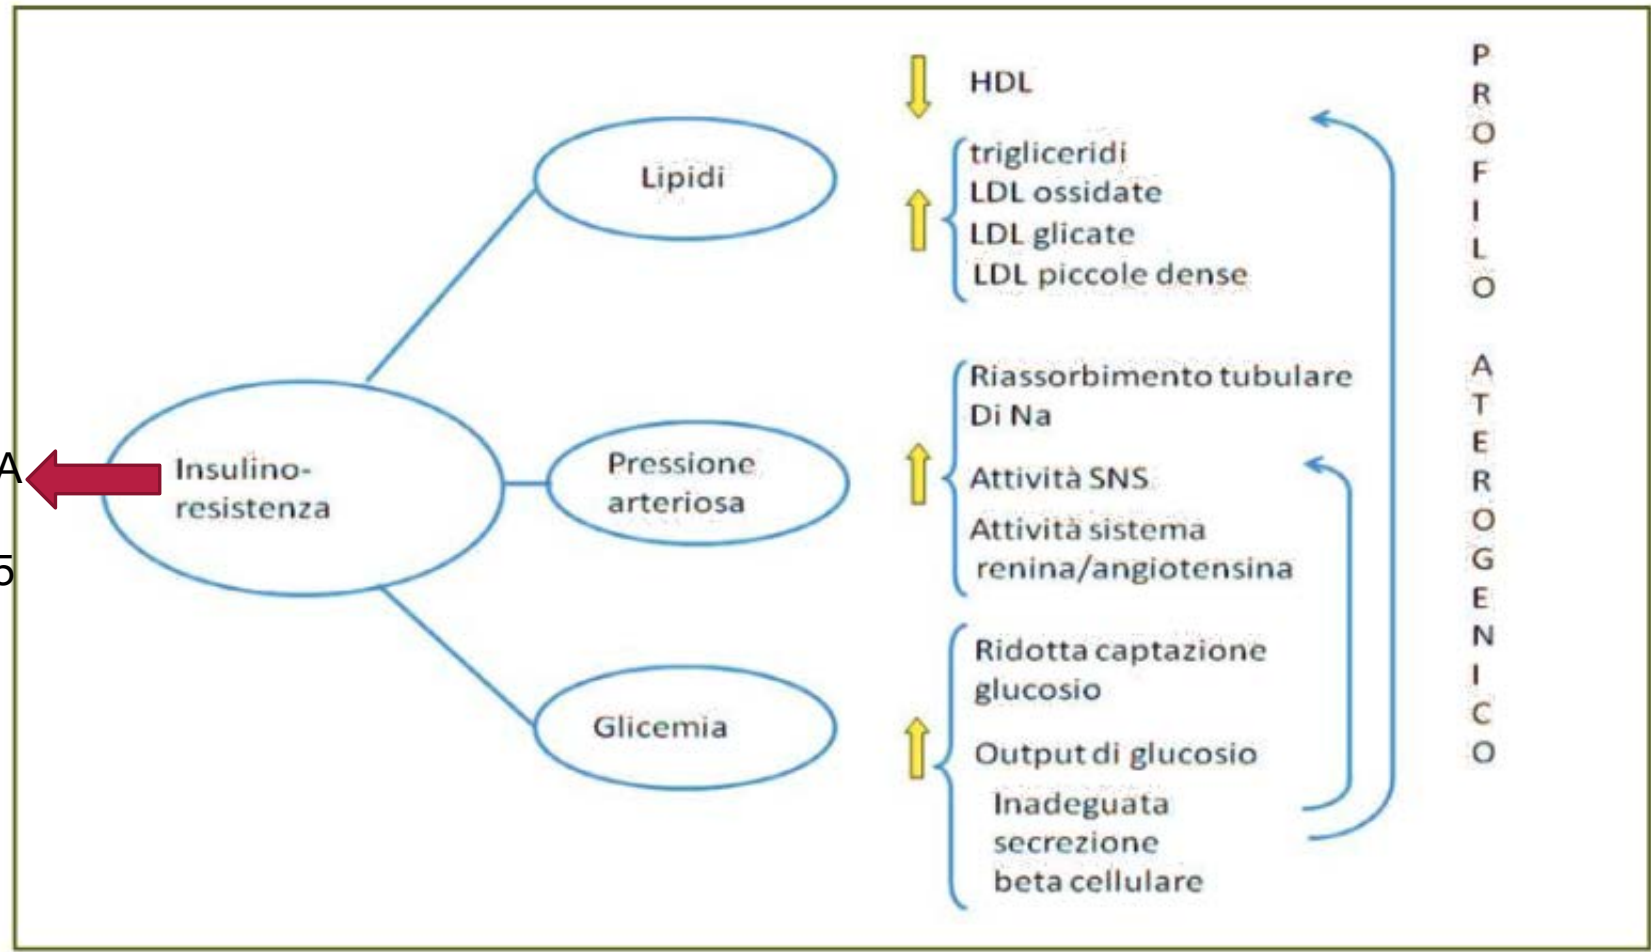 HDL
trigliceridi
LDL ossidate
LDL glicate
LDL piccole dense
Lipidi
Riassorbimento tubulare
Di Na
Attività SNS
Attività sistema
renina/angiotensina
Pressione
arteriosa
Insulino-
resistenza
A
5
Ridotta captazione
glucosio
Output di glucosio
Inadeguata
secrezione
beta cellulare
Glicemia
PROFILO ATEROGENICO